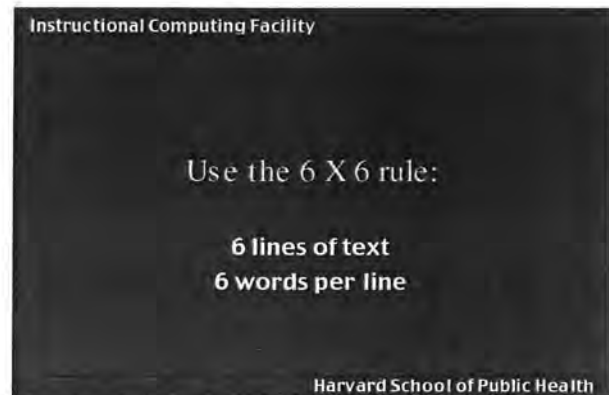 Instructional Computing Facility
Use the 6 X 6 rule:
6 lines of text
6 words per line
Harvard School of Public Health